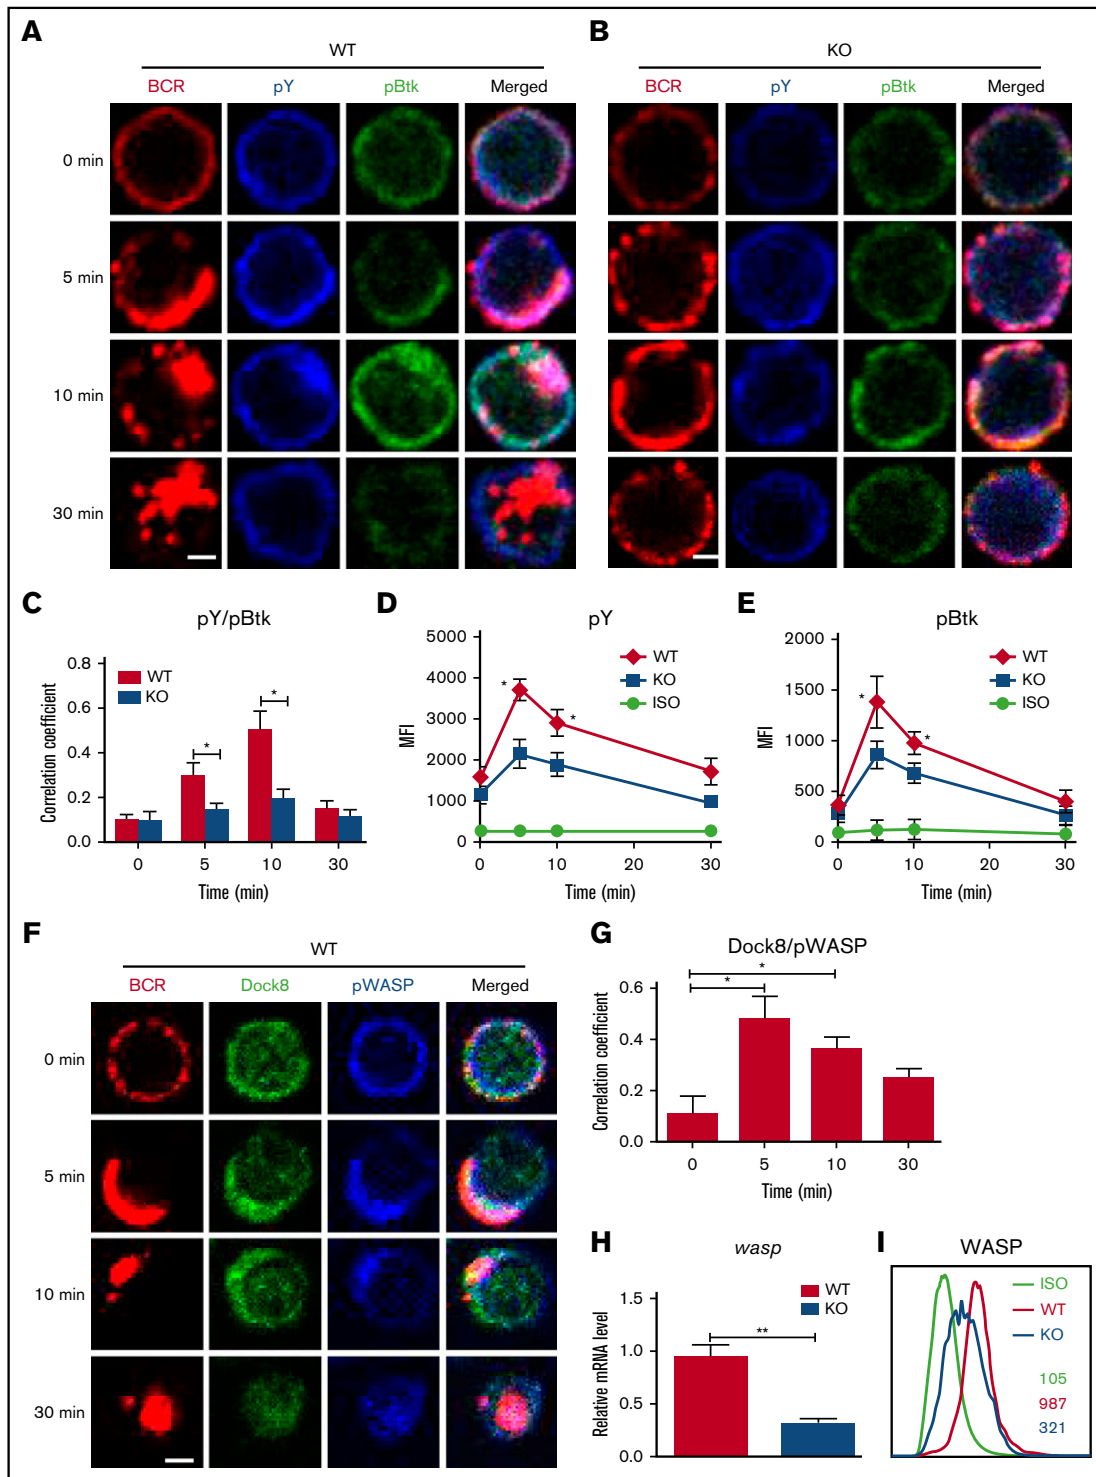 A
B
WT
KO
BCR pY pBtk Merged
BCR pY pBtk Merged
0 min
5 min
10 min
30 min
C
D
E
pY/pBtk
Correlation coefficient
0.8
0.6
0.4
0.2
0.0
WT
KO
*
*
0 5 10 30
Time (min)
pY
MFI
5000
4000
3000
2000
1000
0
WT
KO
ISO
*
*
0 10 20 30
Time (min)
pBtk
MFI
2000
1500
1000
500
0
WT
KO
ISO
*
*
0 10 20 30
Time (min)
F
WT
BCR Dock8 pWASP Merged
0 min
5 min
10 min
30 min
G
Dock8/pWASP
Correlation coefficient
0.6
0.4
0.2
0.0
*
*
0 5 10 30
Time (min)
H
wasp
Relative mRNA level
1.5
1.0
0.5
0.0
WT
KO
**
I
WASP
ISO
WT
KO
105
987
321